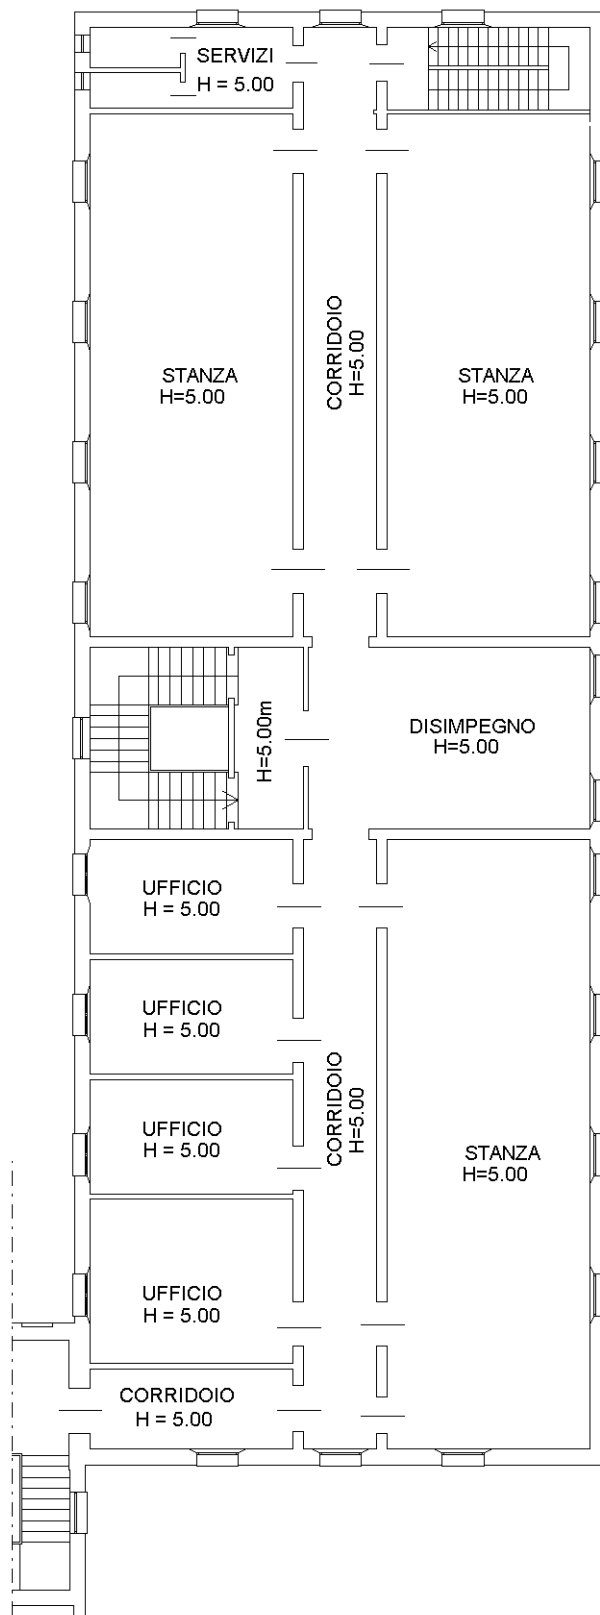 SERVIZI
H = 5.00
CORRIDOIO
H=5.00
STANZA
H=5.00
STANZA
H=5.00
H=5.00m
DISIMPEGNO
H=5.00
UFFICIO
H = 5.00
UFFICIO
H = 5.00
CORRIDOIO
H=5.00
UFFICIO
H = 5.00
STANZA
H=5.00
UFFICIO
H = 5.00
CORRIDOIO
H = 5.00